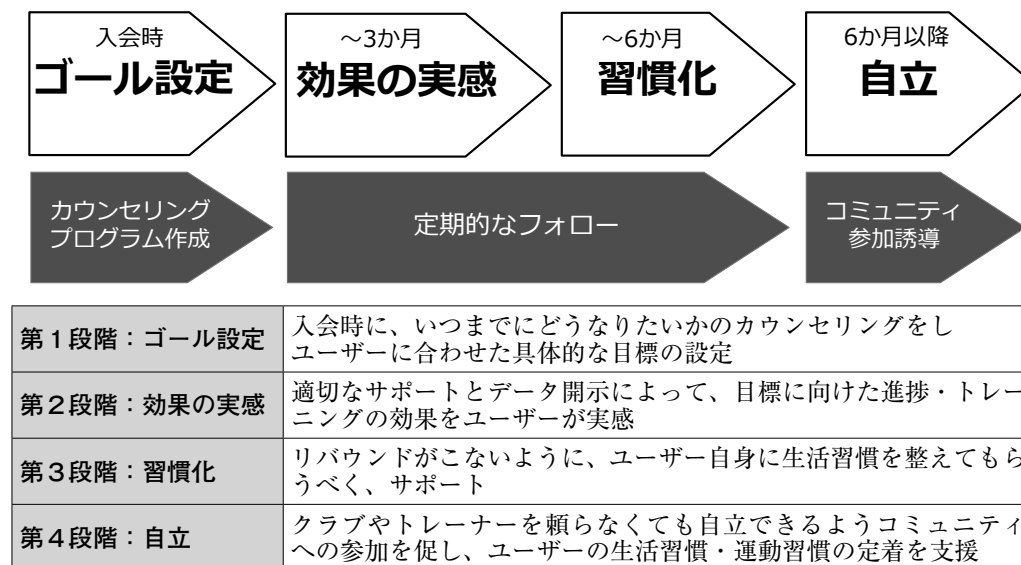 入会時
ゴール設定
～3か月
効果の実感
～6か月
習慣化
6か月以降
自立
カウンセリング
プログラム作成
定期的なフォロー
コミュニティ
参加誘導
第1段階：ゴール設定
入会時に、いつまでにどうなりたいかのカウンセリングをし
ユーザーに合わせた具体的な目標の設定
第2段階：効果の実感
適切なサポートとデータ開示によって、目標に向けた進捗・トレー
ニングの効果をユーザーが実感
第3段階：習慣化
リバウンドがこないように、ユーザー自身に生活習慣を整えてもら
うべく、サポート
第4段階：自立
クラブやトレーナーを頼らなくても自立できるようコミュニティ
への参加を促し、ユーザーの生活習慣・運動習慣の定着を支援